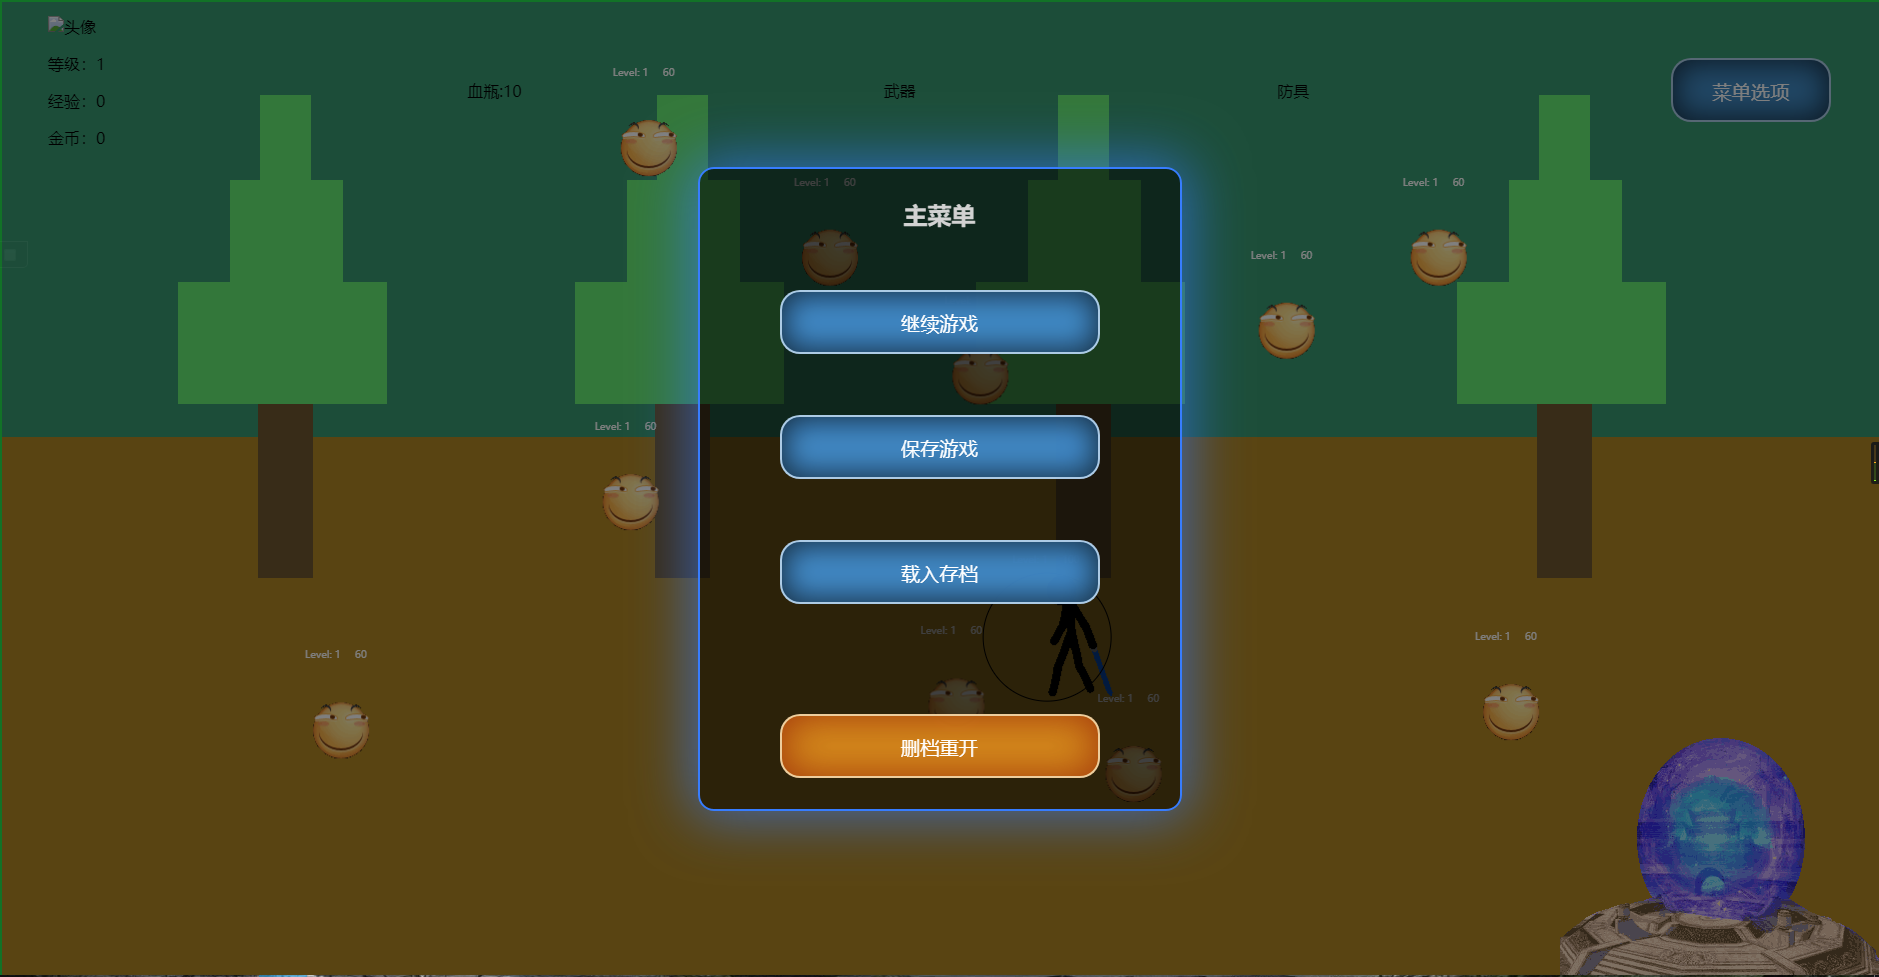 头像
等级：1
经验：0
金币：0
血瓶:10
武器
防具
菜单选项
Level: 1 60
Level: 1 60
Level: 1 60
Level: 1 60
主菜单
继续游戏
Level: 1 60
保存游戏
载入存档
Level: 1 60
Level: 1 60
Level: 1 60
Level: 1 60
删档重开